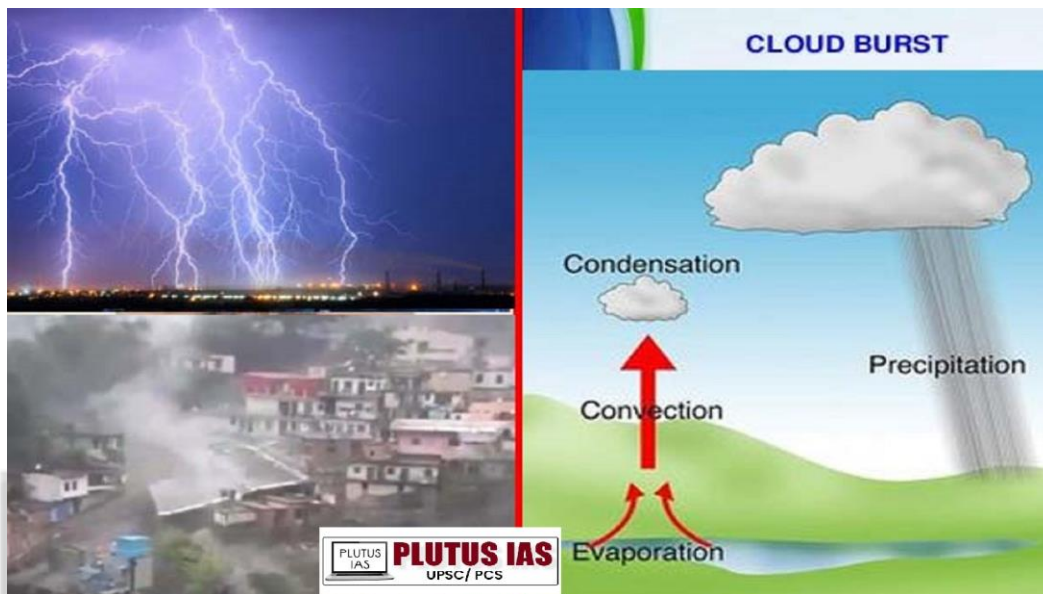 CLOUD BURST
Condensation
Precipitation
Convection
Evaporation
PLUTUS IAS
PLUTUS IAS
UPSC/ PCS